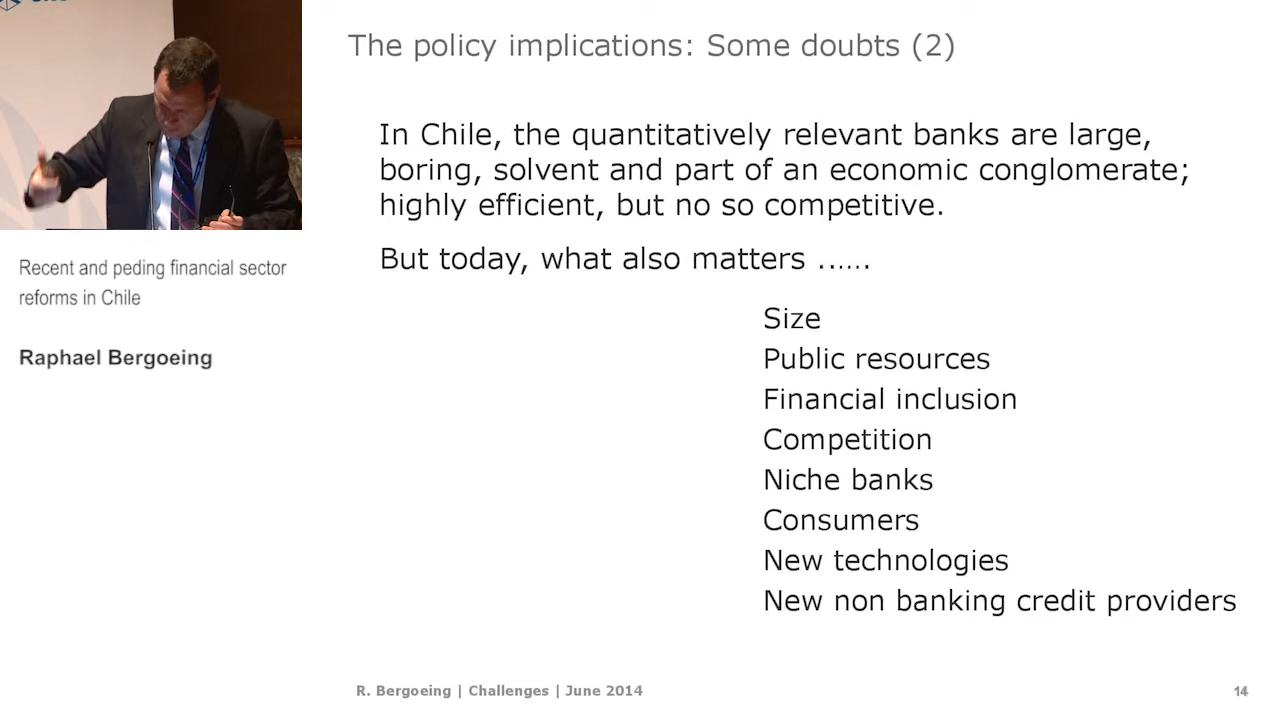 The policy implications: Some doubts (2)
In Chile, the quantitatively relevant banks are large,
boring, solvent and part of an economic conglomerate;
highly efficient, but no so competitive.
But today, what also matters ……
Size
Public resources
Financial inclusion
Competition
Niche banks
Consumers
New technologies
New non banking credit providers
Recent and peding financial sector
reforms in Chile
Raphael Bergoeing
R. Bergoeing | Challenges | June 2014
14